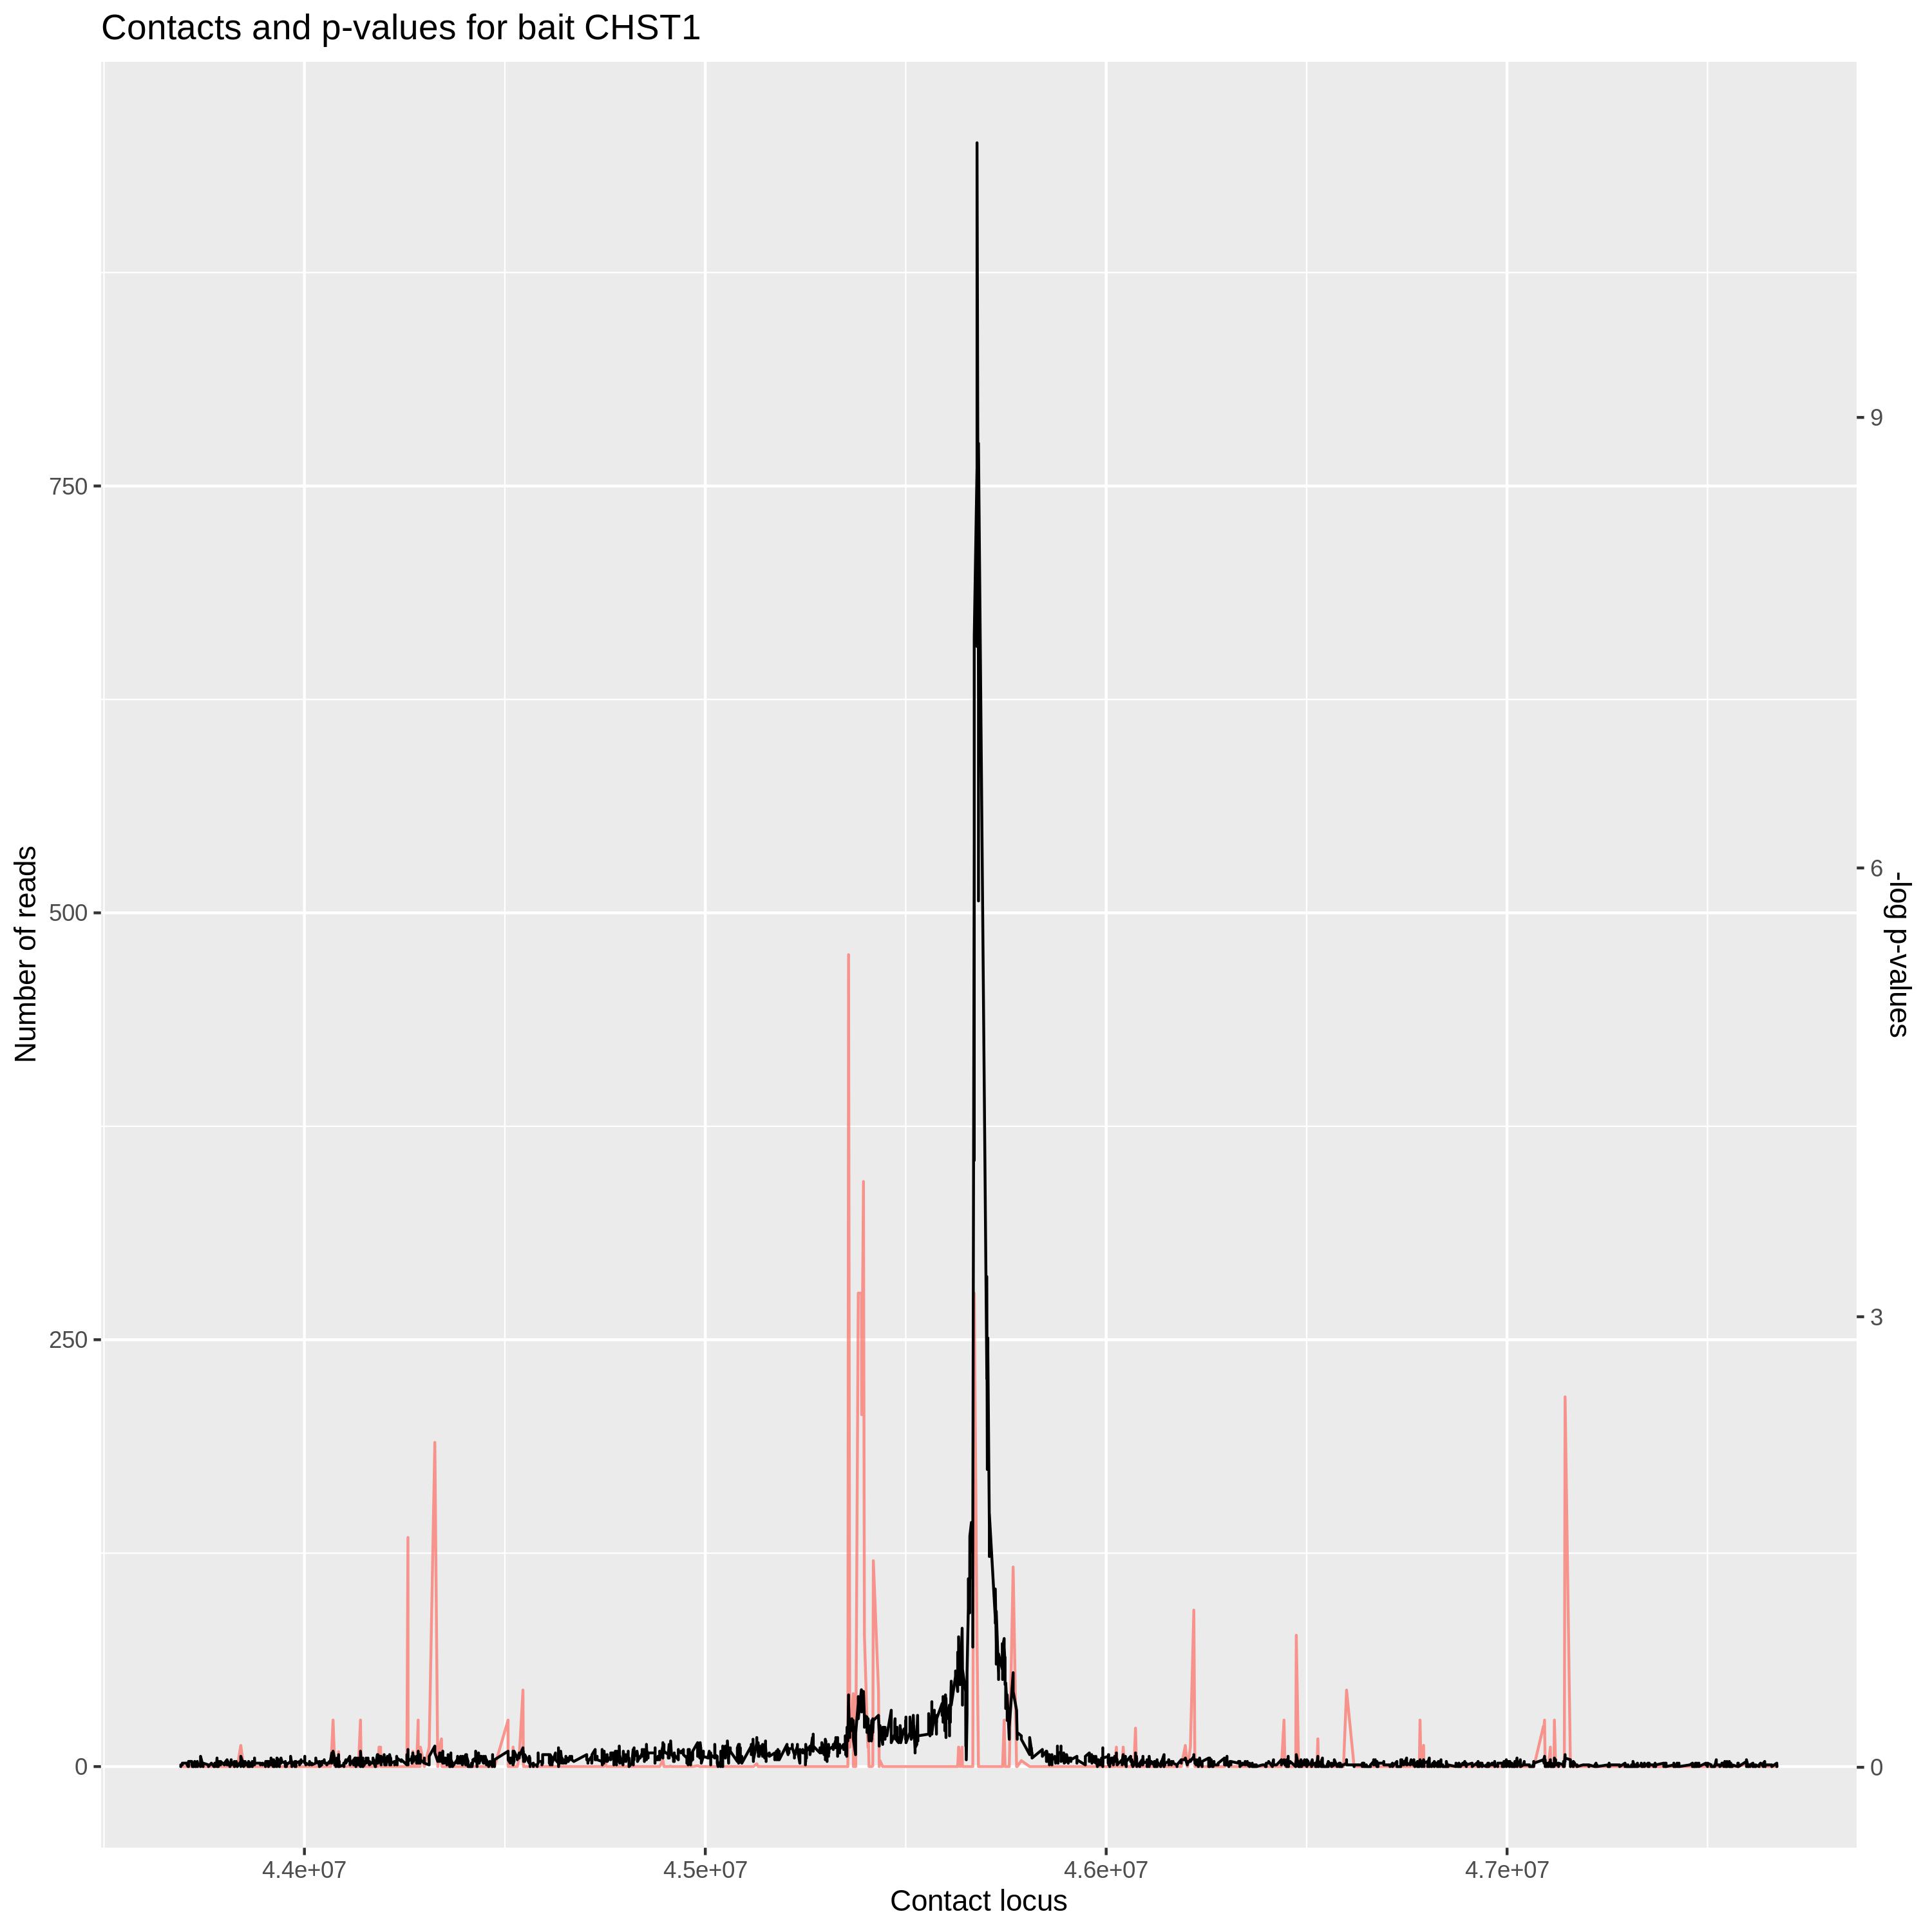 Contacts and p-values for bait CHST1
Number of reads
750
500
250
0
9
6
3
0
-log p-values
4.4e+07 4.5e+07 4.6e+07 4.7e+07
Contact locus